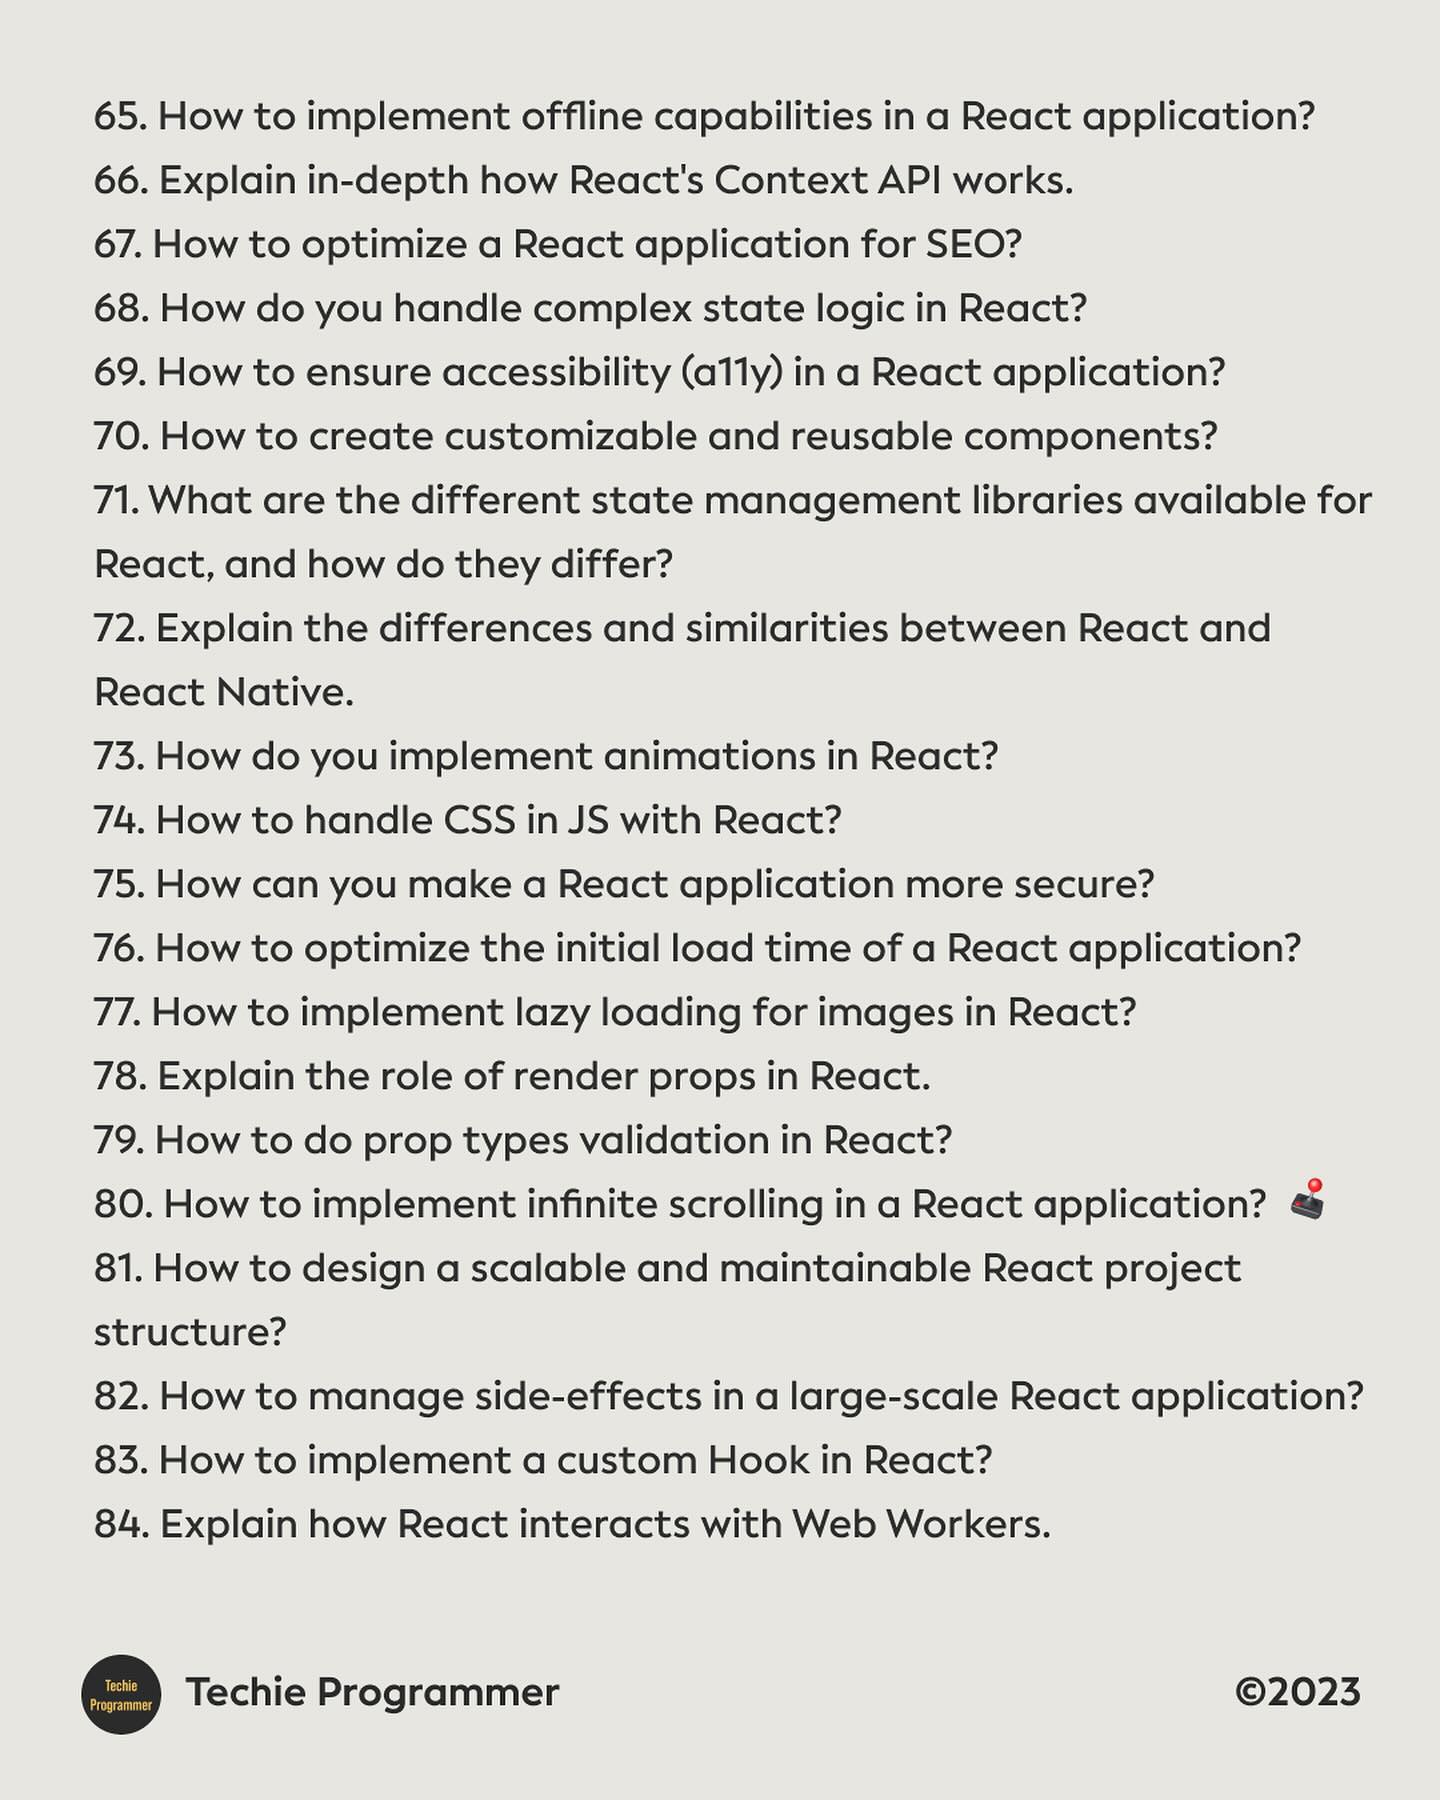 65. How to implement offline capabilities in a React application?
66. Explain in-depth how React's Context API works.
67. How to optimize a React application for SEO?
68. How do you handle complex state logic in React?
69. How to ensure accessibility (a11y) in a React application?
70. How to create customizable and reusable components?
71. What are the different state management libraries available for
React, and how do they differ?
72. Explain the differences and similarities between React and
React Native.
73. How do you implement animations in React?
74. How to handle CSS in JS with React?
75. How can you make a React application more secure?
76. How to optimize the initial load time of a React application?
77. How to implement lazy loading for images in React?
78. Explain the role of render props in React.
79. How to do prop types validation in React?
80. How to implement infinite scrolling in a React application? 🕹️
81. How to design a scalable and maintainable React project
structure?
82. How to manage side-effects in a large-scale React application?
83. How to implement a custom Hook in React?
84. Explain how React interacts with Web Workers.
Techie
Programmer
Techie Programmer
©2023